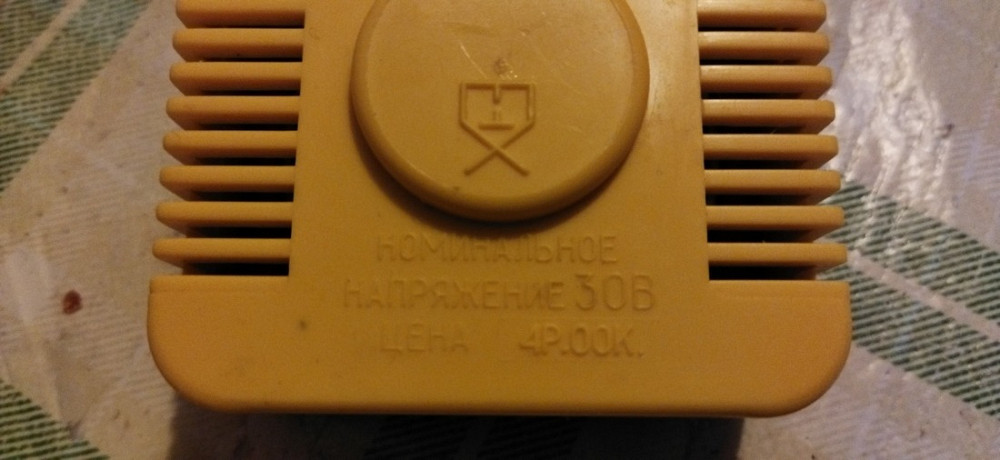 НОМИНАЛЬНОЕ
НАПРЯЖЕНИЕ 30В
ЦЕНА 4Р.00К.